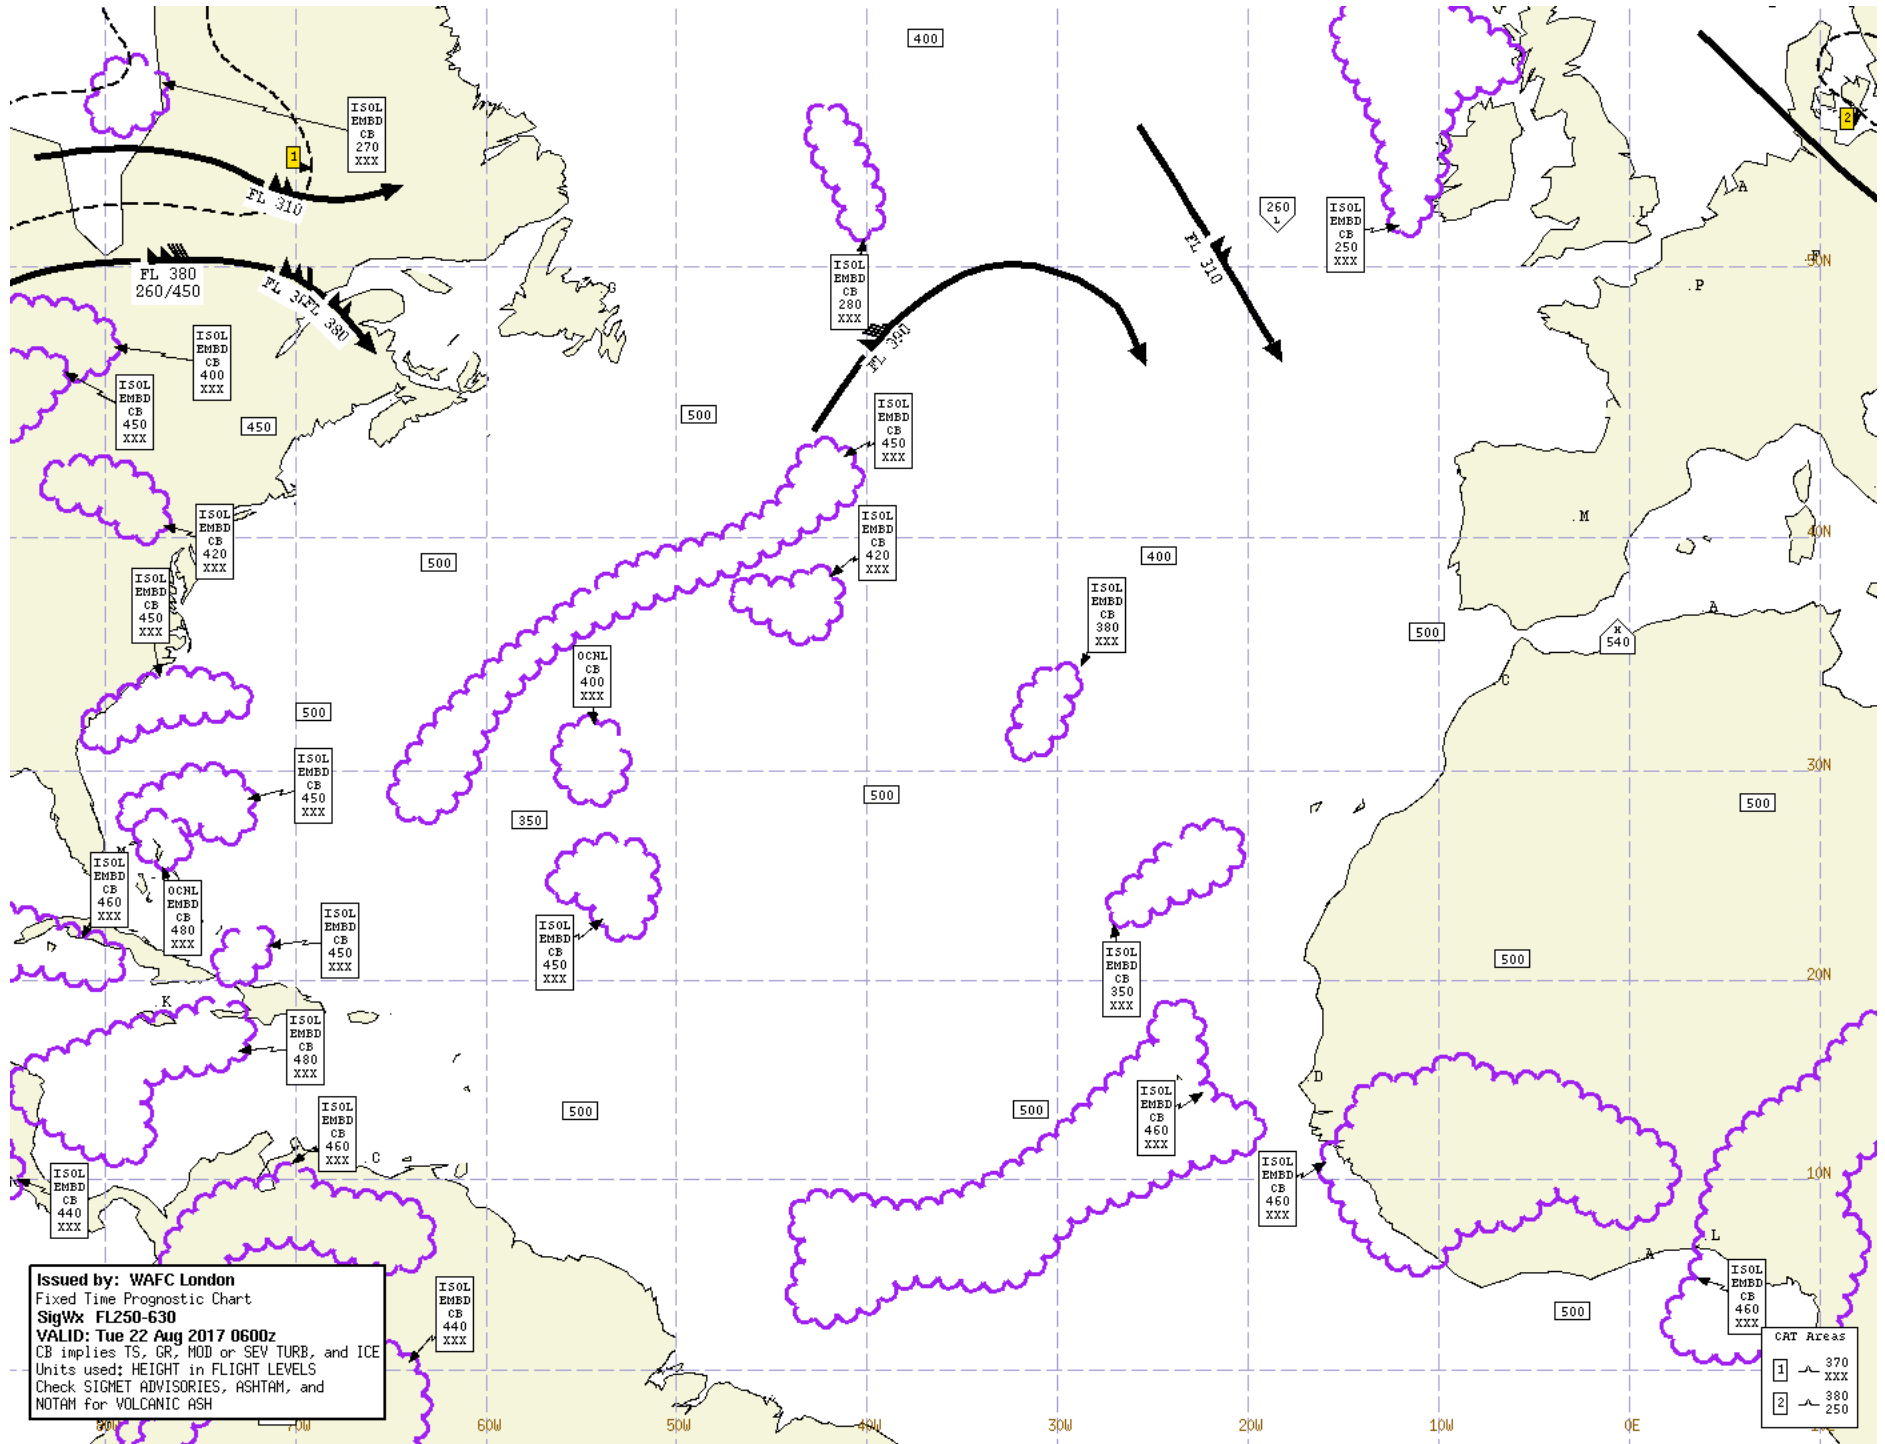 400
ISOL
EMBD
CB
270
XXX
1
2
FL 310
A
L
260
L
ISOL
EMBD
CB
250
XXX
FL 310
50N
FL 380
260/450
FL 380
ISOL
EMBD
CB
280
XXX
G
P
FL 390
ISOL
EMBD
CB
400
XXX
ISOL
EMBD
CB
450
XXX
450
500
ISOL
EMBD
CB
450
XXX
ISOL
EMBD
CB
420
XXX
ISOL
EMBD
CB
420
XXX
M
40N
500
400
ISOL
EMBD
CB
450
XXX
ISOL
EMBD
CB
380
XXX
A
500
H
540
OCNL
CB
400
XXX
C
500
30N
ISOL
EMBD
CB
450
XXX
500
500
350
ISOL
EMBD
CB
460
XXX
OCNL
EMBD
CB
480
XXX
ISOL
EMBD
CB
450
XXX
ISOL
EMBD
CB
450
XXX
ISOL
EMBD
CB
350
XXX
500
20N
K
ISOL
EMBD
CB
480
XXX
D
500
500
ISOL
EMBD
CB
460
XXX
ISOL
EMBD
CB
460
XXX
C
ISOL
EMBD
CB
440
XXX
ISOL
EMBD
CB
460
XXX
10N
L
A
ISOL
EMBD
CB
460
XXX
ISOL
EMBD
CB
440
XXX
500
Issued by: WAFC London
Fixed Time Prognostic Chart
SigWx FL250-630
VALID: Tue 22 Aug 2017 0600z
CB implies TS, GR, MOD or SEV TURB, and ICE
Units used: HEIGHT in FLIGHT LEVELS
Check SIGMET ADVISORIES, ASHTAM, and
NOTAM for VOLCANIC ASH
CAT Areas
1 370
XXX
2 380
250
60W
50W
40W
30W
20W
10W
0E